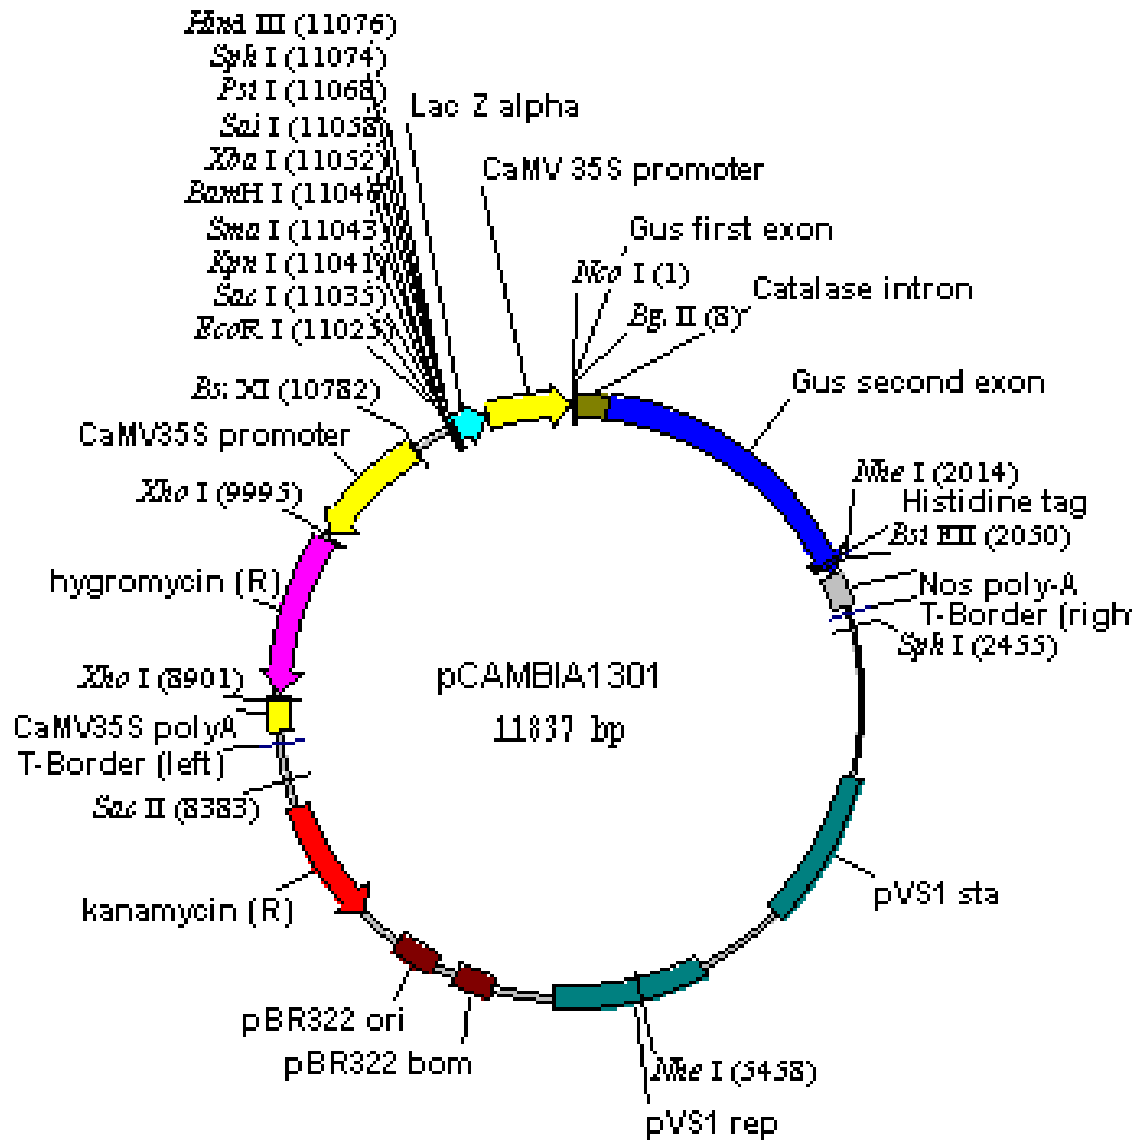 Hind III (11076)
Sph I (11074)
Pst I (11068)
Sal I (11058)
Xba I (11052)
BamH I (11046)
Sma I (11043)
Kpn I (11041)
Sac I (11035)
EcoR I (11025)
Lac Z alpha
CaMV 35S promoter
Gus first exon
Nco I (1)
Catalase intron
Bgl II (8)
Gus second exon
Bst XI (10782)
CaMV35S promoter
Xho I (9995)
Nhe I (2014)
Histidine tag
BstEII (2050)
hygromycin (R)
Nos poly-A
T-Border (right
Sph I (2455)
Xho I (8901)
pCAMBIA1301
11837 bp
CaMV35S polyA
T-Border (left)
Sac II (8383)
kanamycin (R)
pVS1 sta
pBR322 ori
pBR322 bom
Nhe I (5458)
pVS1 rep